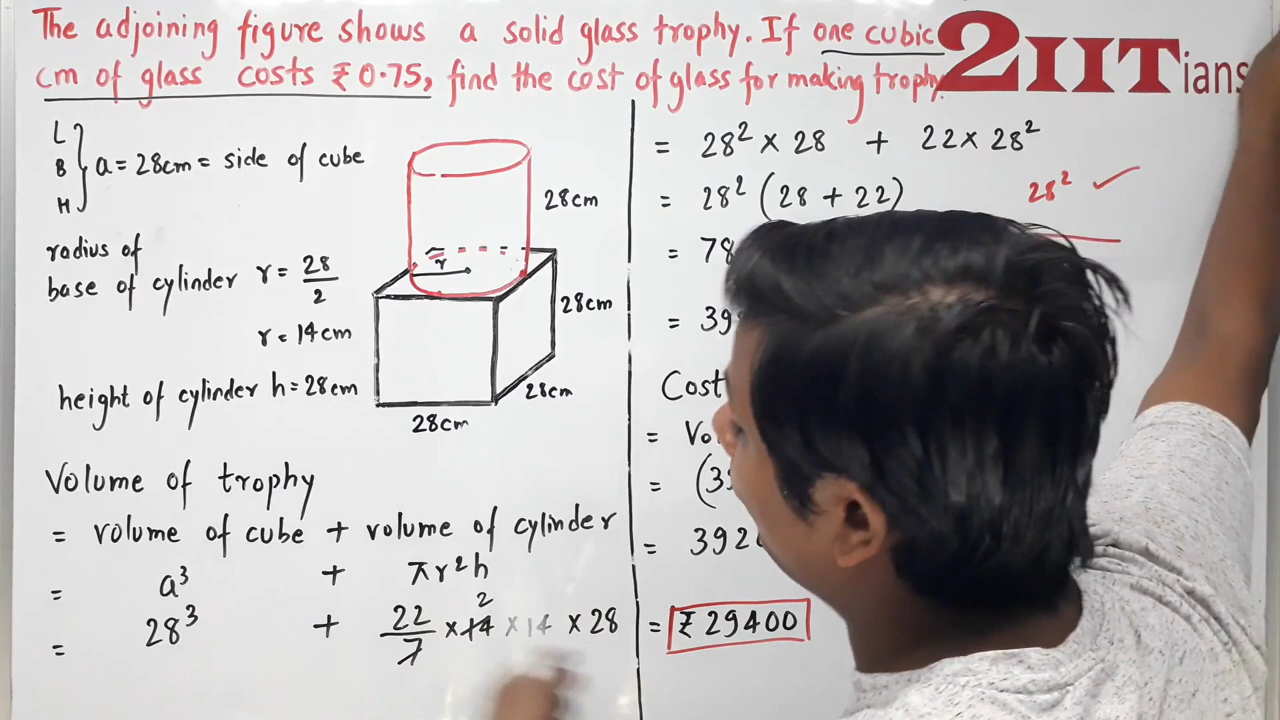 The adjoining figure shows a solid glass trophy. If one cubic
cm of glass costs ₹0.75, find the cost of glass for making trophy.
2IITians
L
B } a = 28cm = side of cube
H
radius of
base of cylinder r = 28/2
r = 14cm
height of cylinder h = 28cm
28cm
r
28cm
28cm
28cm
Volume of trophy
= volume of cube + volume of cylinder
= a³ + πr²h
= 28³ + 22/7 × 14 2 × 14 × 28
= 28² × 28 + 22 × 28²
= 28² (28 + 22)
28² ✓
= 78
= 39
Cost
=
= (3
= 392
= ₹29400